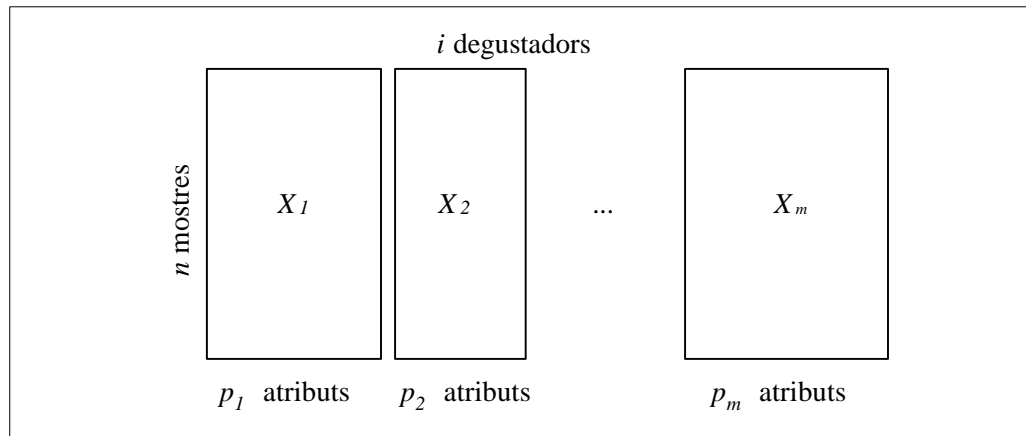 i degustadors
n mostres
X1 X2 ... Xm
p1 atributs p2 atributs pm atributs